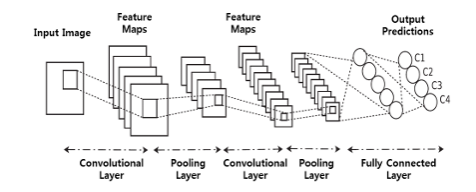 Feature
Maps
Feature
Maps
Output
Predictions
Input Image
C1
C2
C3
C4
Convolutional
Layer
Pooling
Layer
Convolutional
Layer
Pooling
Layer
Fully Connected
Layer